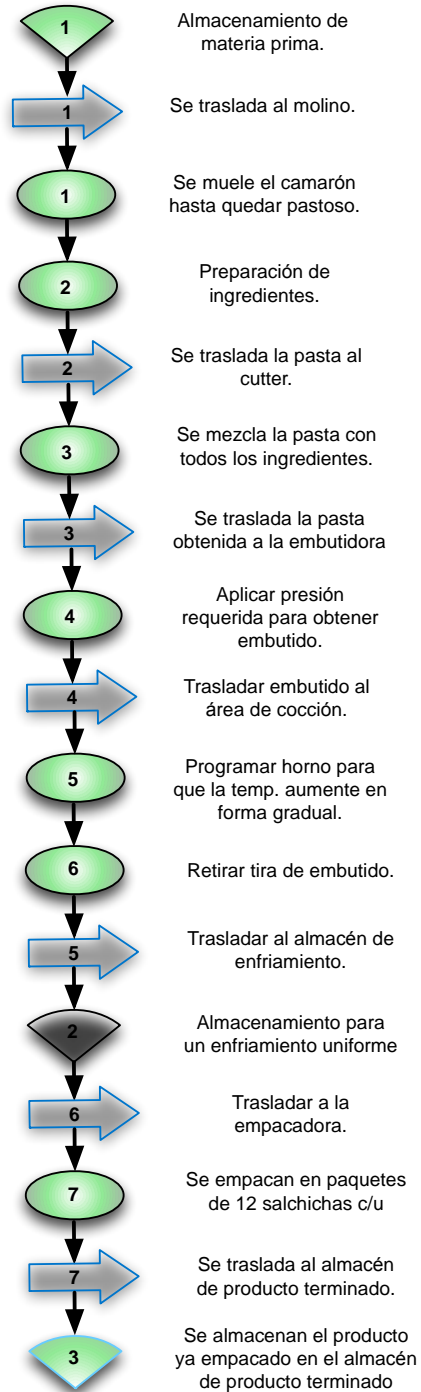 1
Almacenamiento de
materia prima.
1
Se traslada al molino.
1
Se muele el camarón
hasta quedar pastoso.
2
Preparación de
ingredientes.
2
Se traslada la pasta al
cutter.
3
Se mezcla la pasta con
todos los ingredientes.
3
Se traslada la pasta
obtenida a la embutidora
4
Aplicar presión
requerida para obtener
embutido.
4
Trasladar embutido al
área de cocción.
5
Programar horno para
que la temp. aumente en
forma gradual.
6
Retirar tira de embutido.
5
Trasladar al almacén de
enfriamiento.
2
Almacenamiento para
un enfriamiento uniforme
6
Trasladar a la
empacadora.
7
Se empacan en paquetes
de 12 salchichas c/u
7
Se traslada al almacén
de producto terminado.
3
Se almacenan el producto
ya empacado en el almacén
de producto terminado